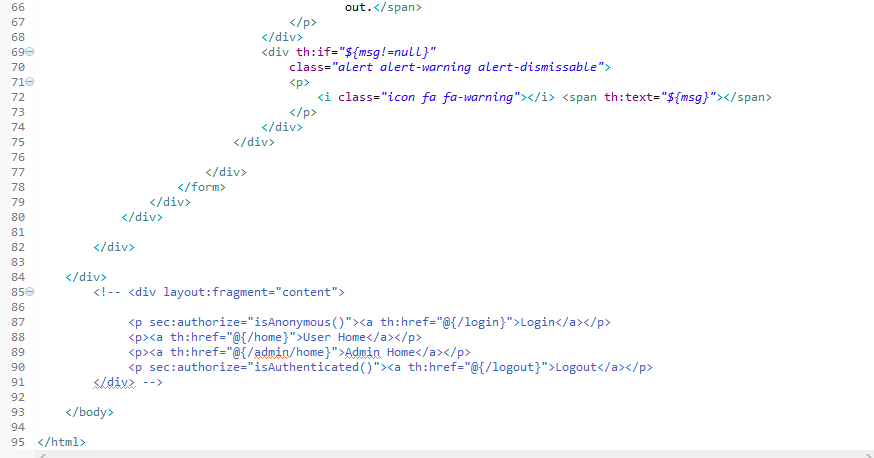 66 out.</span>
67 </p>
68 </div>
69 <div th:if="${msg!=null}"
70 class="alert alert-warning alert-dismissable">
71 <p>
72 <i class="icon fa fa-warning"></i> <span th:text="${msg}"></span>
73 </p>
74 </div>
75 </div>
76
77 </div>
78 </form>
79 </div>
80 </div>
81
82 </div>
83
84 </div>
85 <!-- <div layout:fragment="content">
86
87 <p sec:authorize="isAnonymous()"><a th:href="@{/login}">Login</a></p>
88 <p><a th:href="@{/home}">User Home</a></p>
89 <p><a th:href="@{/admin/home}">Admin Home</a></p>
90 <p sec:authorize="isAuthenticated()"><a th:href="@{/logout}">Logout</a></p>
91 </div> -->
92
93 </body>
94
95 </html>